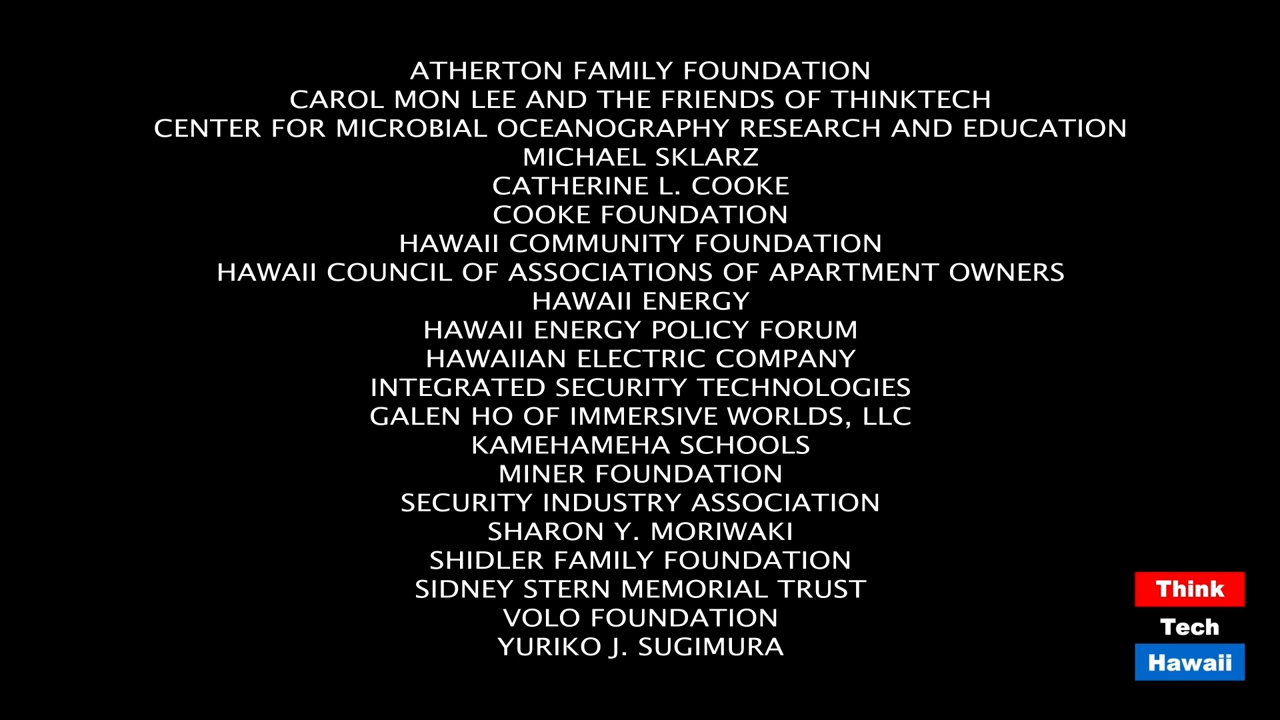 ATHERTON FAMILY FOUNDATION
CAROL MON LEE AND THE FRIENDS OF THINKTECH
CENTER FOR MICROBIAL OCEANOGRAPHY RESEARCH AND EDUCATION
MICHAEL SKLARZ
CATHERINE L. COOKE
COOKE FOUNDATION
HAWAII COMMUNITY FOUNDATION
HAWAII COUNCIL OF ASSOCIATIONS OF APARTMENT OWNERS
HAWAII ENERGY
HAWAII ENERGY POLICY FORUM
HAWAIIAN ELECTRIC COMPANY
INTEGRATED SECURITY TECHNOLOGIES
GALEN HO OF IMMERSIVE WORLDS, LLC
KAMEHAMEHA SCHOOLS
MINER FOUNDATION
SECURITY INDUSTRY ASSOCIATION
SHARON Y. MORIWAKI
SHIDLER FAMILY FOUNDATION
SIDNEY STERN MEMORIAL TRUST
VOLO FOUNDATION
YURIKO J. SUGIMURA
Think
Tech
Hawaii